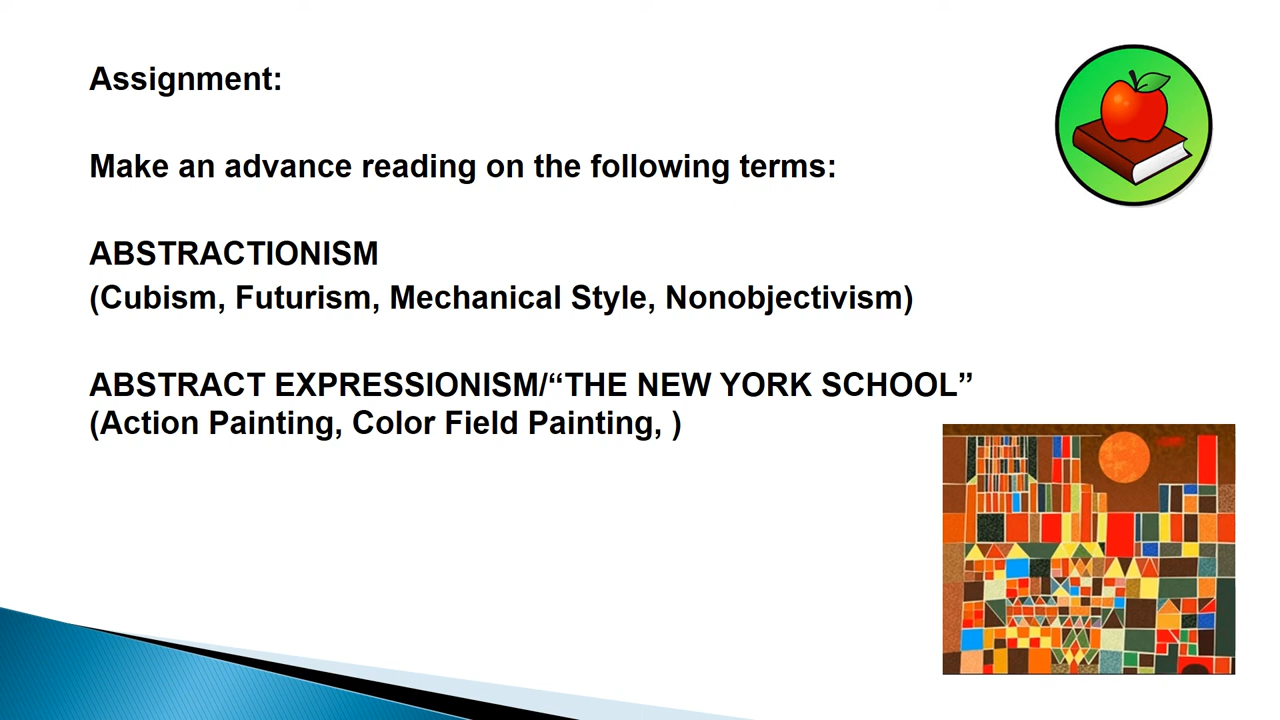 Assignment:
Make an advance reading on the following terms:
ABSTRACTIONISM
(Cubism, Futurism, Mechanical Style, Nonobjectivism)
ABSTRACT EXPRESSIONISM/“THE NEW YORK SCHOOL”
(Action Painting, Color Field Painting, )